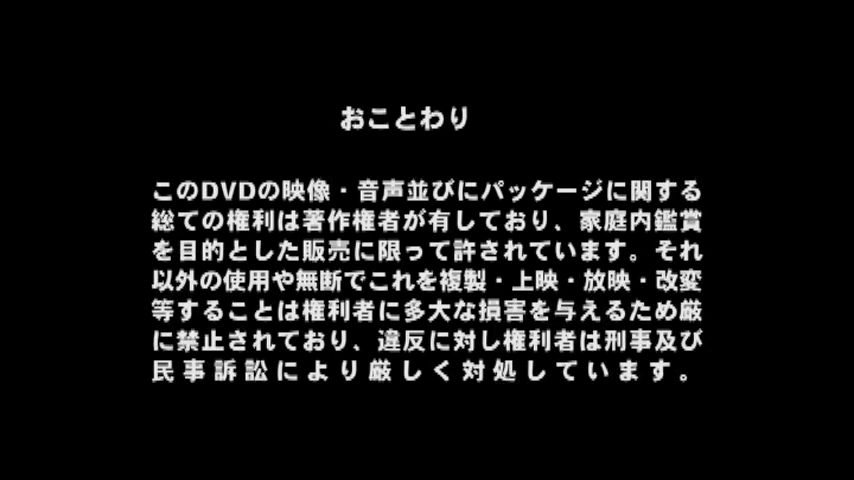 おことわり
このDVDの映像・音声並びにパッケージに関する
総ての権利は著作権者が有しており、家庭内鑑賞
を目的とした販売に限って許されています。それ
以外の使用や無断でこれを複製・上映・放映・改変
等することは権利者に多大な損害を与えるため厳
に禁止されており、違反に対し権利者は刑事及び
民事訴訟により厳しく対処しています。